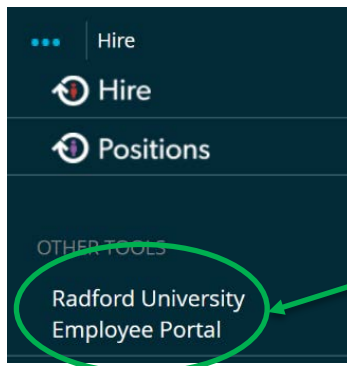 Hire
Hire
Positions
OTHER TOOLS
Radford University
Employee Portal